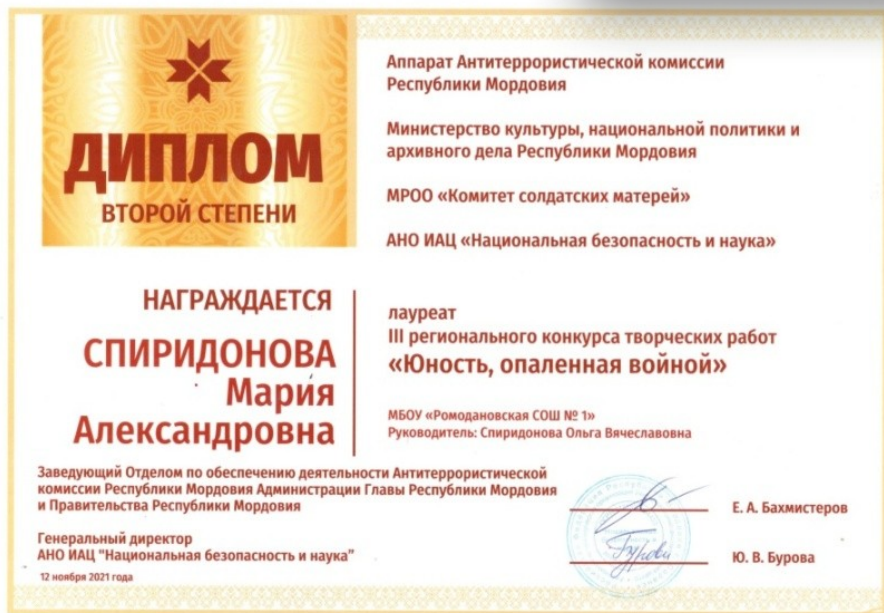 ДИПЛОМ
ВТОРОЙ СТЕПЕНИ
Аппарат Антитеррористической комиссии
Республики Мордовия
Министерство культуры, национальной политики и
архивного дела Республики Мордовия
МРОО «Комитет солдатских матерей»
АНО ИАЦ «Национальная безопасность и наука»
НАГРАЖДАЕТСЯ
СПИРИДОНОВА
Мария
Александровна
лауреат
III регионального конкурса творческих работ
«Юность, опаленная войной»
МБОУ «Ромодановская СОШ № 1»
Руководитель: Спиридонова Ольга Вячеславовна
Заведующий Отделом по обеспечению деятельности Антитеррористической
комиссии Республики Мордовия Администрации Главы Республики Мордовия
и Правительства Республики Мордовия
Е. А. Бахмистеров
Генеральный директор
АНО ИАЦ "Национальная безопасность и наука"
Ю. В. Бурова
12 ноября 2021 года